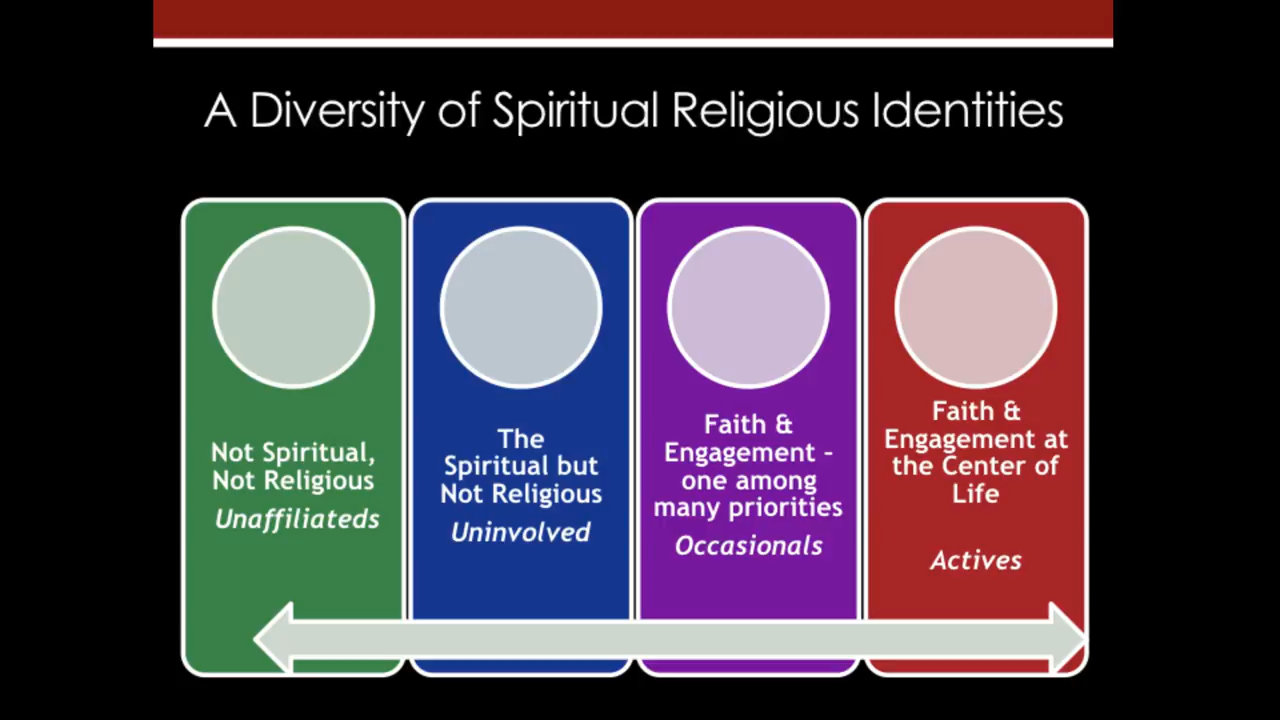 A Diversity of Spiritual Religious Identities
Not Spiritual,
Not Religious
Unaffiliateds
The
Spiritual but
Not Religious
Uninvolved
Faith &
Engagement –
one among
many priorities
Occasionals
Faith &
Engagement at
the Center of
Life
Actives